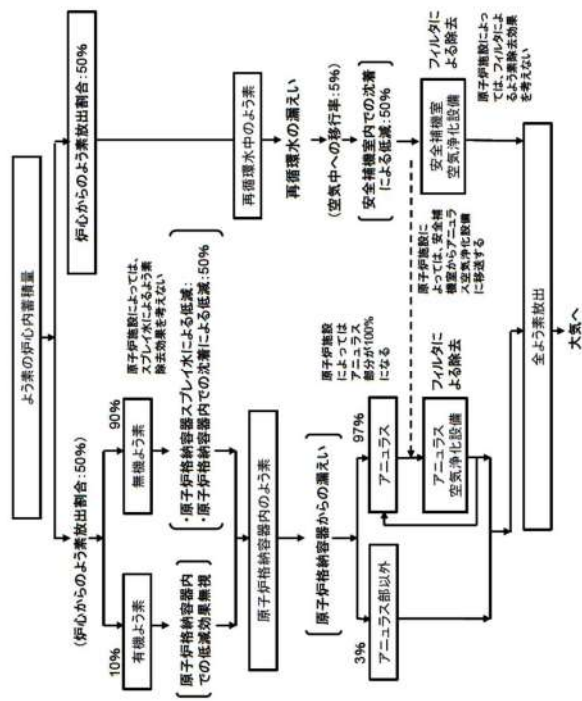 よう素の炉心内蓄積量
(炉心からのよう素放出割合:50%)
炉心からのよう素放出割合:50%
10%
90%
有機よう素
無機よう素
原子炉施設によっては、
スプレイ水によるよう素
除去効果を考えない
原子炉格納容器内
での低減効果無視
・原子炉格納容器スプレイ水による低減:
・原子炉格納容器内での沈着による低減:50%
原子炉格納容器内のよう素
再循環水中のよう素
再循環水の漏えい
(空気中への移行率:5%)
安全補機室内での沈着
による低減:50%
原子炉格納容器からの漏えい
原子炉施設
によっては
アニュラス
部分が100%
になる
3%
97%
アニュラス部以外
アニュラス
原子炉施設に
よっては、安全補
機室からアニュラ
ス空気浄化設備
に移送する
アニュラス
空気浄化設備
フィルタに
よる除去
安全補機室
空気浄化設備
フィルタに
よる除去
原子炉施設によっ
ては、フィルタによ
るよう素除去効果
を考えない
全よう素放出
大気へ